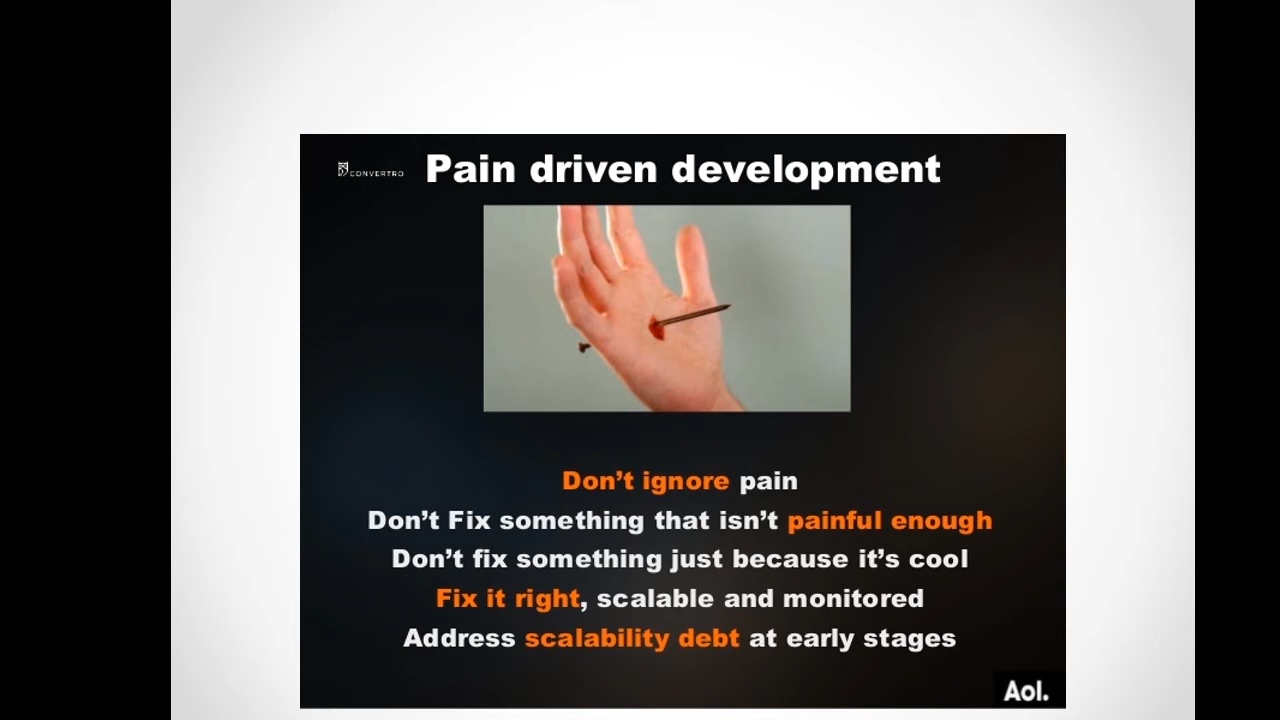 CONVERTRO
Pain driven development
Don't ignore pain
Don't Fix something that isn't painful enough
Don't fix something just because it's cool
Fix it right, scalable and monitored
Address scalability debt at early stages
Aol.